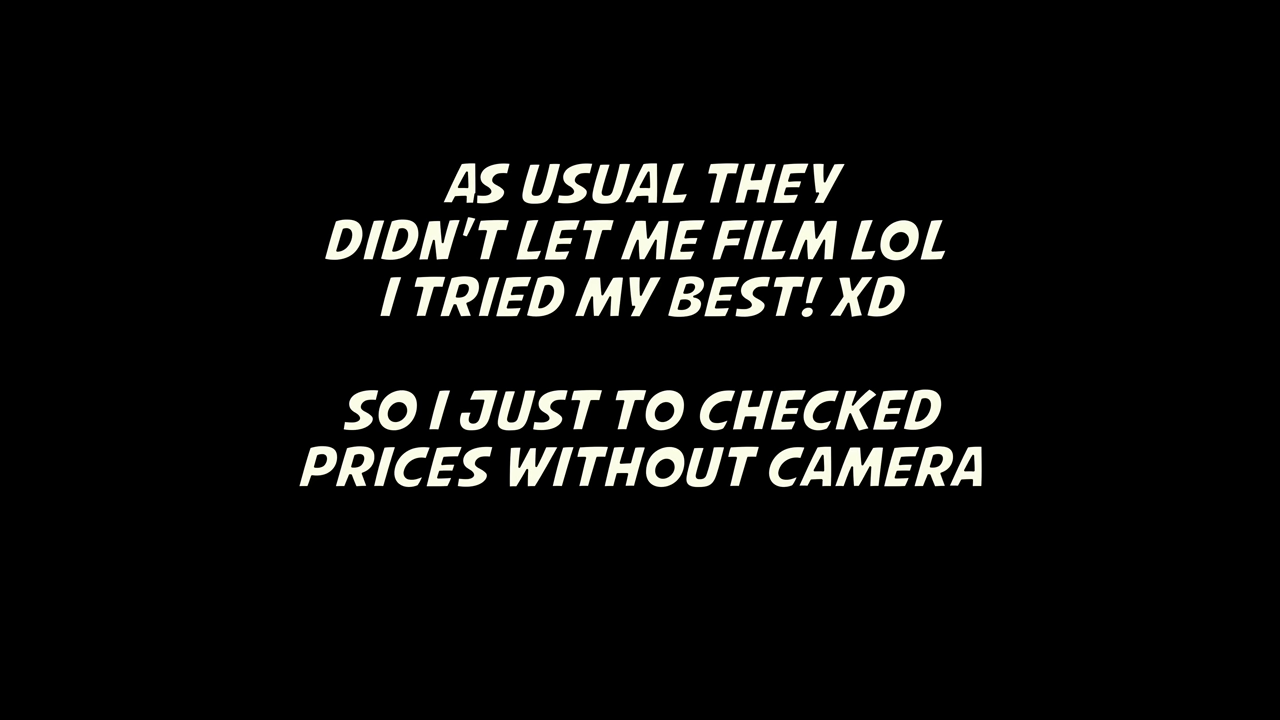 AS USUAL THEY
DIDN'T LET ME FILM LOL
I TRIED MY BEST! XD
SO I JUST TO CHECKED
PRICES WITHOUT CAMERA